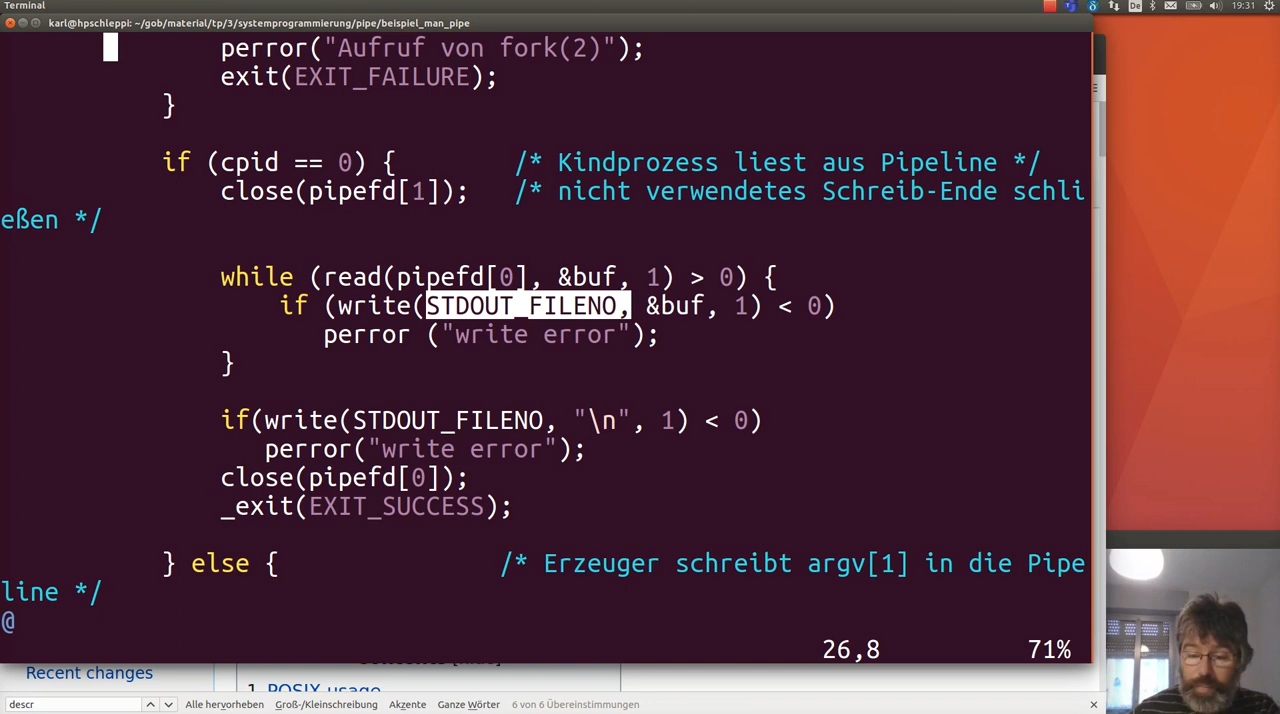 Terminal
De
19:31
karl@hpschleppi: ~/gob/material/tp/3/systemprogrammierung/pipe/beispiel_man_pipe
perror("Aufruf von fork(2)");
exit(EXIT_FAILURE);
}
if (cpid == 0) { /* Kindprozess liest aus Pipeline */
close(pipefd[1]); /* nicht verwendetes Schreib-Ende schli
eßen */
while (read(pipefd[0], &buf, 1) > 0) {
if (write(STDOUT_FILENO, &buf, 1) < 0)
perror ("write error");
}
if(write(STDOUT_FILENO, "\n", 1) < 0)
perror("write error");
close(pipefd[0]);
_exit(EXIT_SUCCESS);
} else { /* Erzeuger schreibt argv[1] in die Pipe
line */
@
26,8 71%
Recent changes
1 POSIX usage
descr
Alle hervorheben Groß-/Kleinschreibung Akzente Ganze Wörter 6 von 6 Übereinstimmungen